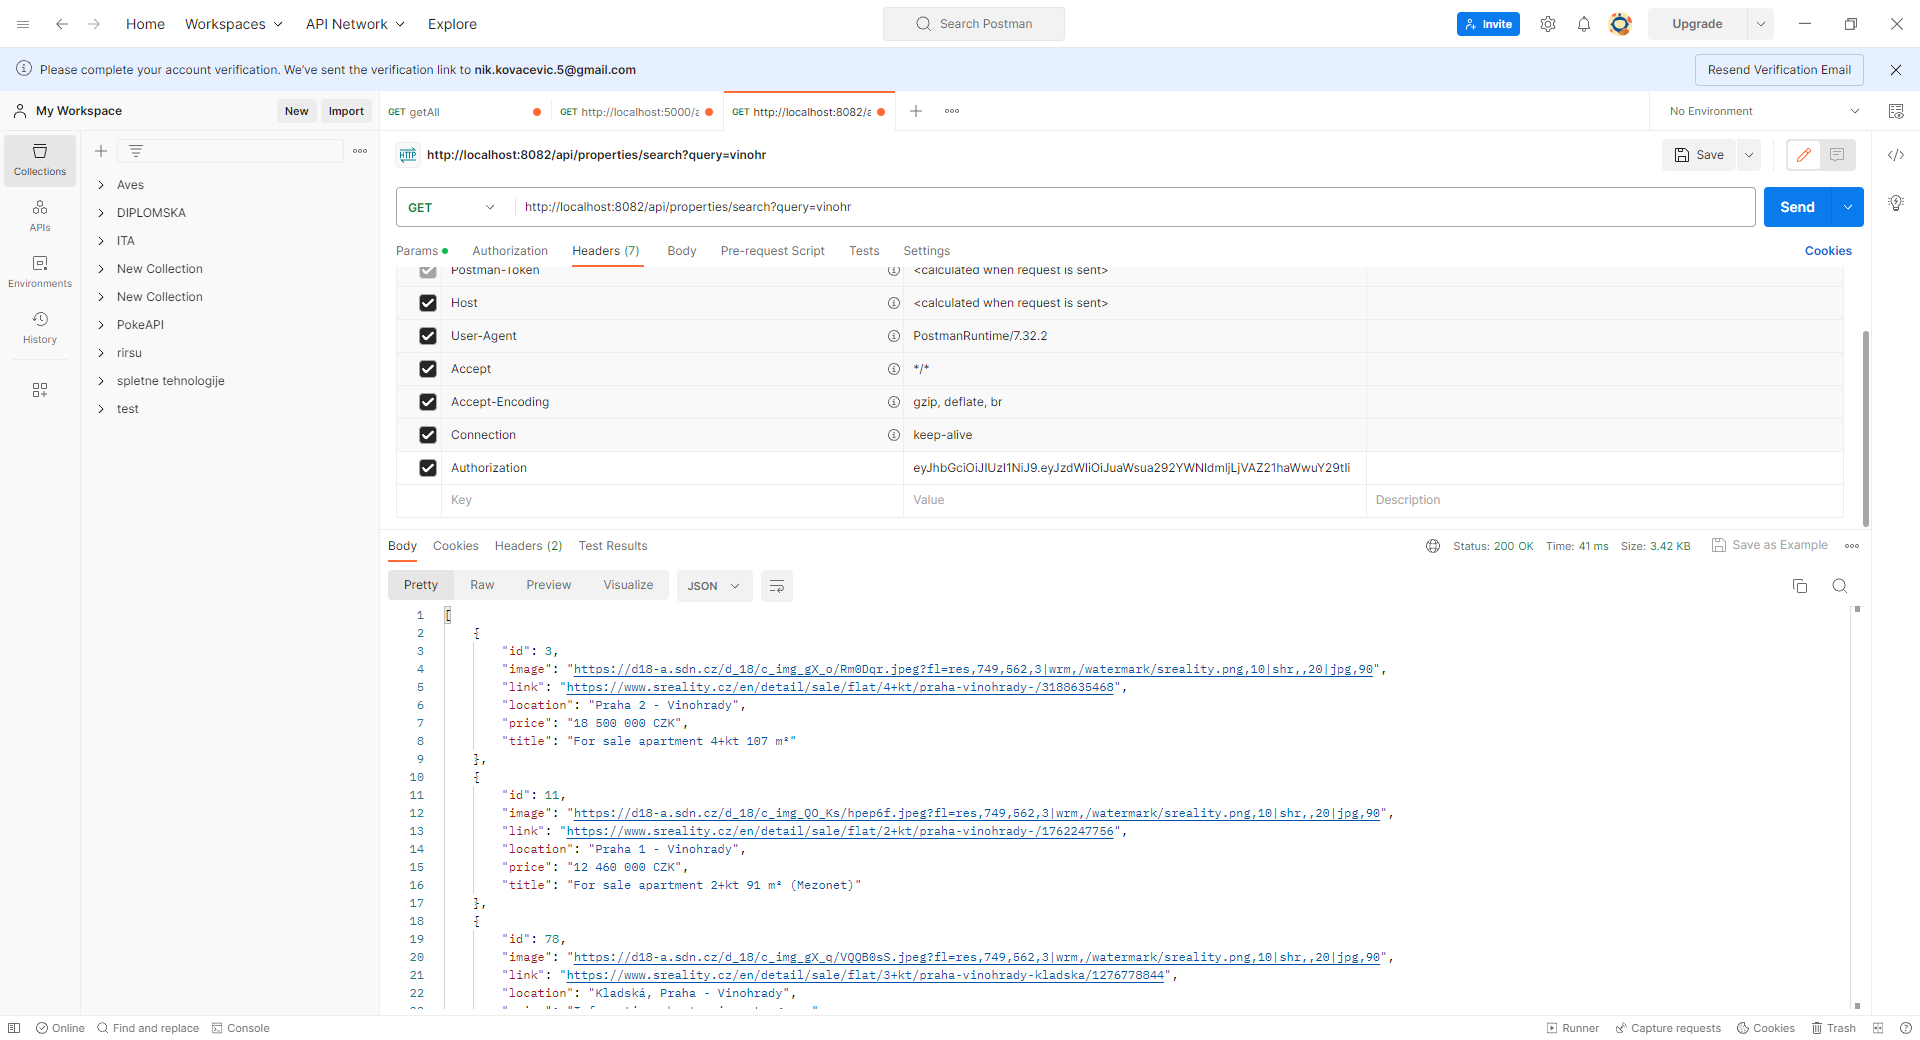 Home Workspaces API Network Explore Search Postman Invite Upgrade
Please complete your account verification. We've sent the verification link to nik.kovacevic.5@gmail.com Resend Verification Email
My Workspace New Import GET getAll GET http://localhost:5000/a GET http://localhost:8082/a No Environment
Collections
APIs
Environments
History
Aves
DIPLOMSKA
ITA
New Collection
New Collection
PokeAPI
rirsu
spletne tehnologije
test
HTTP http://localhost:8082/api/properties/search?query=vinohr Save
GET http://localhost:8082/api/properties/search?query=vinohr Send
Params Authorization Headers (7) Body Pre-request Script Tests Settings Cookies
Postman-Token <calculated when request is sent>
Host <calculated when request is sent>
User-Agent PostmanRuntime/7.32.2
Accept */*
Accept-Encoding gzip, deflate, br
Connection keep-alive
Authorization
Key Value Description
Body Cookies Headers (2) Test Results Status: 200 OK Time: 41 ms Size: 3.42 KB Save as Example
Pretty Raw Preview Visualize JSON
1 [
2 {
3 "id": 3,
4 "image": "https://d18-a.sdn.cz/d_18/c_img_gX_o/Rm0Dqr.jpeg?fl=res,749,562,3|wrm,/watermark/sreality.png,10|shr,,20|jpg,90",
5 "link": "https://www.sreality.cz/en/detail/sale/flat/4+kt/praha-vinohrady-/3188635468",
6 "location": "Praha 2 - Vinohrady",
7 "price": "18 500 000 CZK",
8 "title": "For sale apartment 4+kt 107 m²"
9 },
10 {
11 "id": 11,
12 "image": "https://d18-a.sdn.cz/d_18/c_img_QO_Ks/hpep6f.jpeg?fl=res,749,562,3|wrm,/watermark/sreality.png,10|shr,,20|jpg,90",
13 "link": "https://www.sreality.cz/en/detail/sale/flat/2+kt/praha-vinohrady-/1762247756",
14 "location": "Praha 1 - Vinohrady",
15 "price": "12 460 000 CZK",
16 "title": "For sale apartment 2+kt 91 m² (Mezonet)"
17 },
18 {
19 "id": 78,
20 "image": "https://d18-a.sdn.cz/d_18/c_img_gX_q/VQQB0sS.jpeg?fl=res,749,562,3|wrm,/watermark/sreality.png,10|shr,,20|jpg,90",
21 "link": "https://www.sreality.cz/en/detail/sale/flat/3+kt/praha-vinohrady-kladska/1276778844",
22 "location": "Kladská, Praha - Vinohrady",
Online Find and replace Console Runner Capture requests Cookies Trash